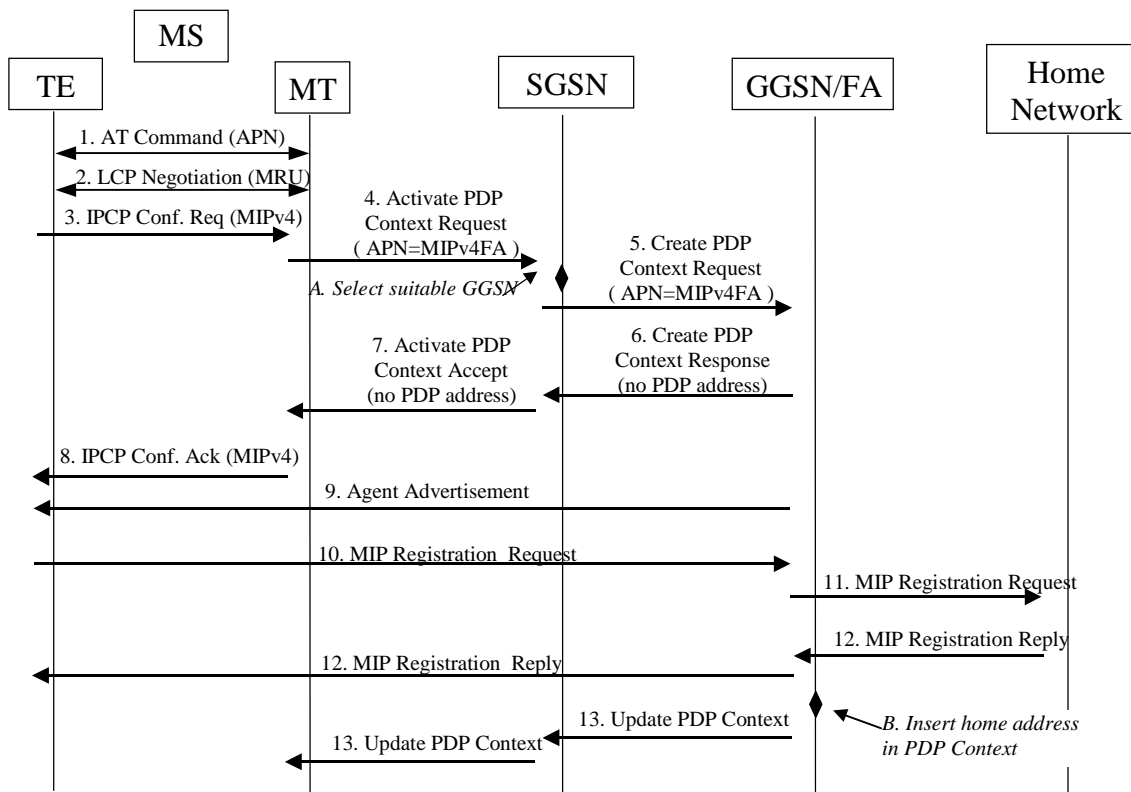 MS
TE
MT
SGSN
GGSN/FA
Home
Network
1. AT Command (APN)
2. LCP Negotiation (MRU)
3. IPCP Conf. Req (MIPv4)
4. Activate PDP
Context Request
( APN=MIPv4FA )
A. Select suitable GGSN
5. Create PDP
Context Request
( APN=MIPv4FA )
6. Create PDP
Context Response
(no PDP address)
7. Activate PDP
Context Accept
(no PDP address)
8. IPCP Conf. Ack (MIPv4)
9. Agent Advertisement
10. MIP Registration Request
11. MIP Registration Request
12. MIP Registration Reply
12. MIP Registration Reply
13. Update PDP Context
B. Insert home address
in PDP Context
13. Update PDP Context